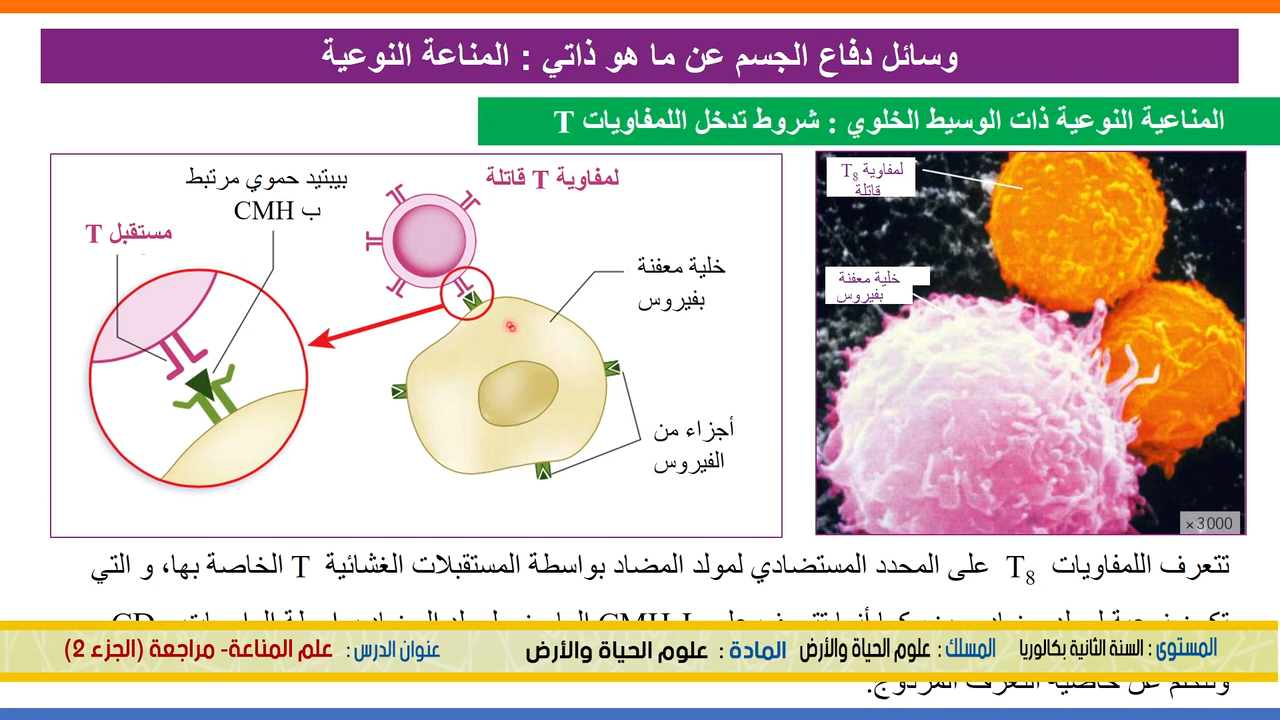 وسائل دفاع الجسم عن ما هو ذاتي : المناعة النوعية
المناعية النوعية ذات الوسيط الخلوي : شروط تدخل اللمفاويات T
لمفاوية T8
قاتلة
خلية معفنة
بفيروس
×3000
لمفاوية T قاتلة
بيبتيد حموي مرتبط
ب CMH
مستقبل T
خلية معفنة
بفيروس
أجزاء من
الفيروس
تتعرف اللمفاويات T8 على المحدد المستضادي لمولد المضاد بواسطة المستقبلات الغشائية T الخاصة بها، و التي
المستوى : السنة الثانية بكالوريا المسلك : علوم الحياة والأرض المادة : علوم الحياة والأرض عنوان الدرس : علم المناعة- مراجعة (الجزء 2)